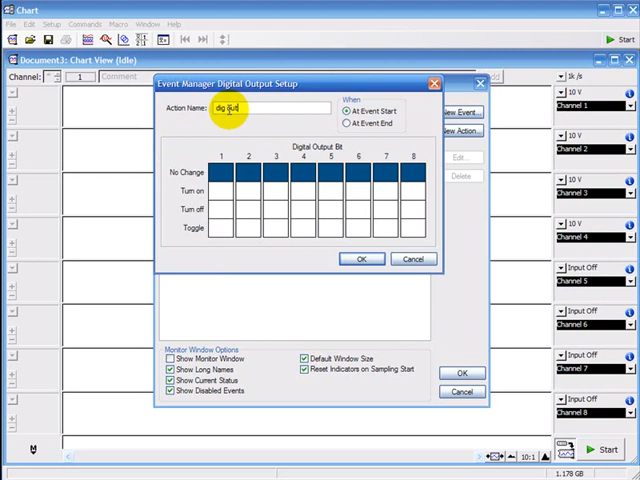 Chart
File Edit Setup Commands Macro Window Help
Start
Document3: Chart View (Idle)
Channel: 1 Comment
1k /s
Event Manager Digital Output Setup
Action Name: dig out
When
At Event Start
At Event End
Digital Output Bit
1 2 3 4 5 6 7 8
No Change
Turn on
Turn off
Toggle
OK Cancel
New Event...
New Action...
Edit...
Delete
10 V
Channel 1
10 V
Channel 2
10 V
Channel 3
10 V
Channel 4
Input Off
Channel 5
Input Off
Channel 6
Input Off
Channel 7
Input Off
Channel 8
Monitor Window Options
Show Monitor Window
Default Window Size
Show Long Names
Reset Indicators on Sampling Start
Show Current Status
Show Disabled Events
OK
Cancel
M
10:1
Start
1.178 GB